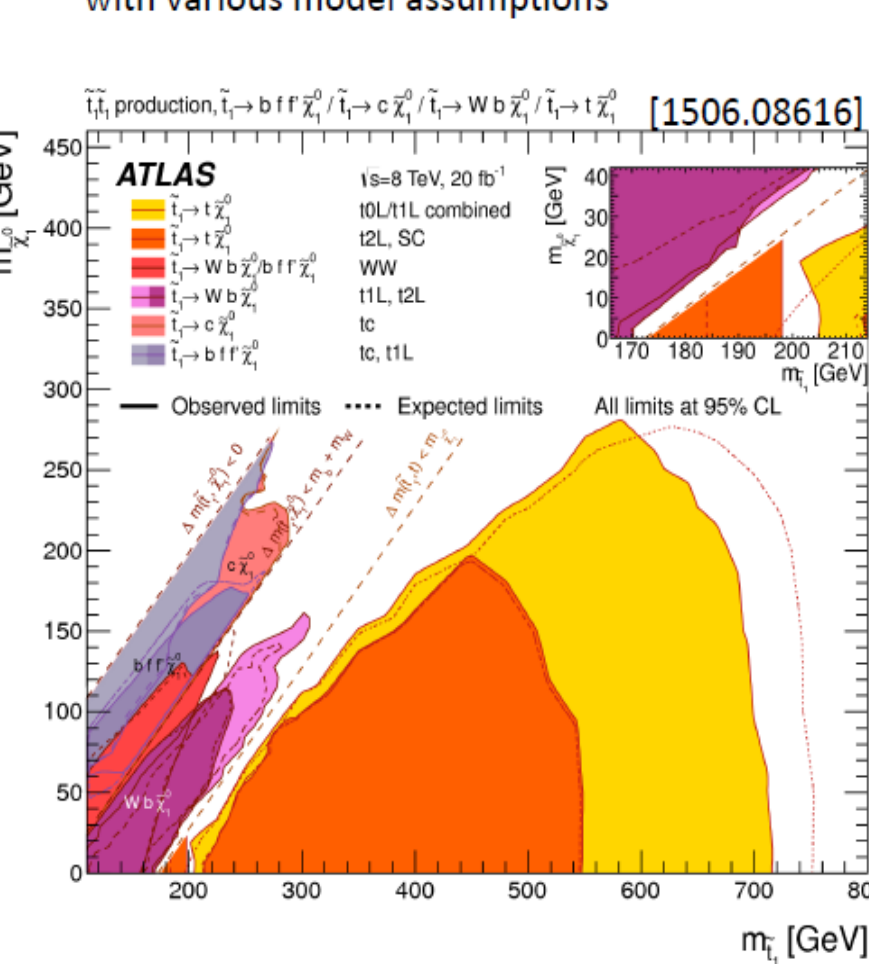 with various model assumptions
t̃₁t̃₁ production, t̃₁→ b f f' χ̃₁⁰ / t̃₁→ c χ̃₁⁰ / t̃₁→ W b χ̃₁⁰ / t̃₁→ t χ̃₁⁰ [1506.08616]
m χ̃₁⁰ [GeV]
450
400
350
300
250
200
150
100
50
0
ATLAS √s=8 TeV, 20 fb⁻¹
t̃₁→ t χ̃₁⁰ t0L/t1L combined
t̃₁→ t χ̃₁⁰ t2L, SC
t̃₁→ W b χ̃₁⁰/b f f' χ̃₁⁰ WW
t̃₁→ W b χ̃₁⁰ t1L, t2L
t̃₁→ c χ̃₁⁰ tc
t̃₁→ b f f' χ̃₁⁰ tc, t1L
m χ̃₁⁰ [GeV]
40
30
20
10
0
170 180 190 200 210
m t̃₁ [GeV]
Observed limits Expected limits All limits at 95% CL
Δ m(t̃₁, χ̃₁⁰) < 0
Δ m(t̃₁, χ̃₁⁰) < m b + m W
Δ m(t̃₁, t) < m χ̃₁⁰
c χ̃₁⁰
b f f' χ̃₁⁰
W b χ̃₁⁰
200 300 400 500 600 700 80
m t̃₁ [GeV]